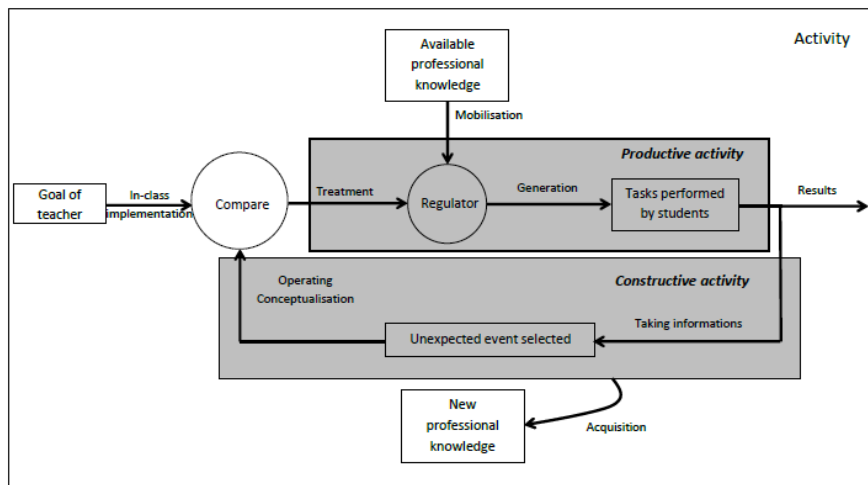 Activity
Available
professional
knowledge
Mobilisation
Productive activity
Goal of
teacher
In-class
implementation
Compare
Treatment
Regulator
Generation
Tasks performed
by students
Results
Operating
Conceptualisation
Constructive activity
Unexpected event selected
Taking informations
New
professional
knowledge
Acquisition